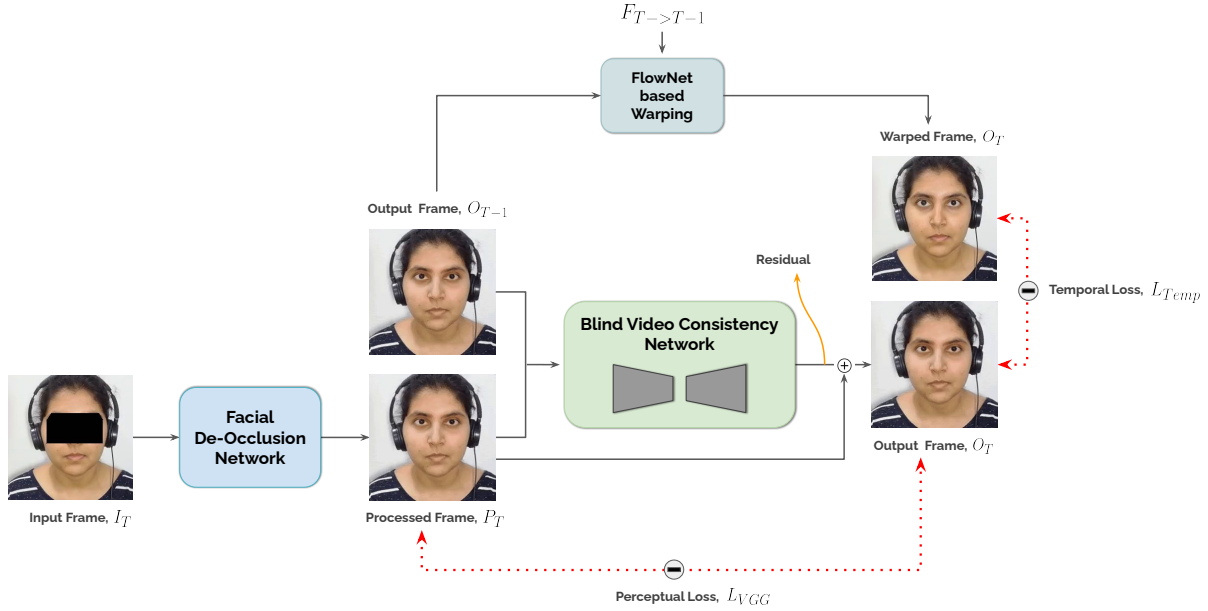 F_{T->T-1}
FlowNet
based
Warping
Warped Frame, O_T
Output Frame, O_{T-1}
Residual
Blind Video Consistency
Network
Temporal Loss, L_{Temp}
Facial
De-Occlusion
Network
Output Frame, O_T
Input Frame, I_T
Processed Frame, P_T
Perceptual Loss, L_{VGG}